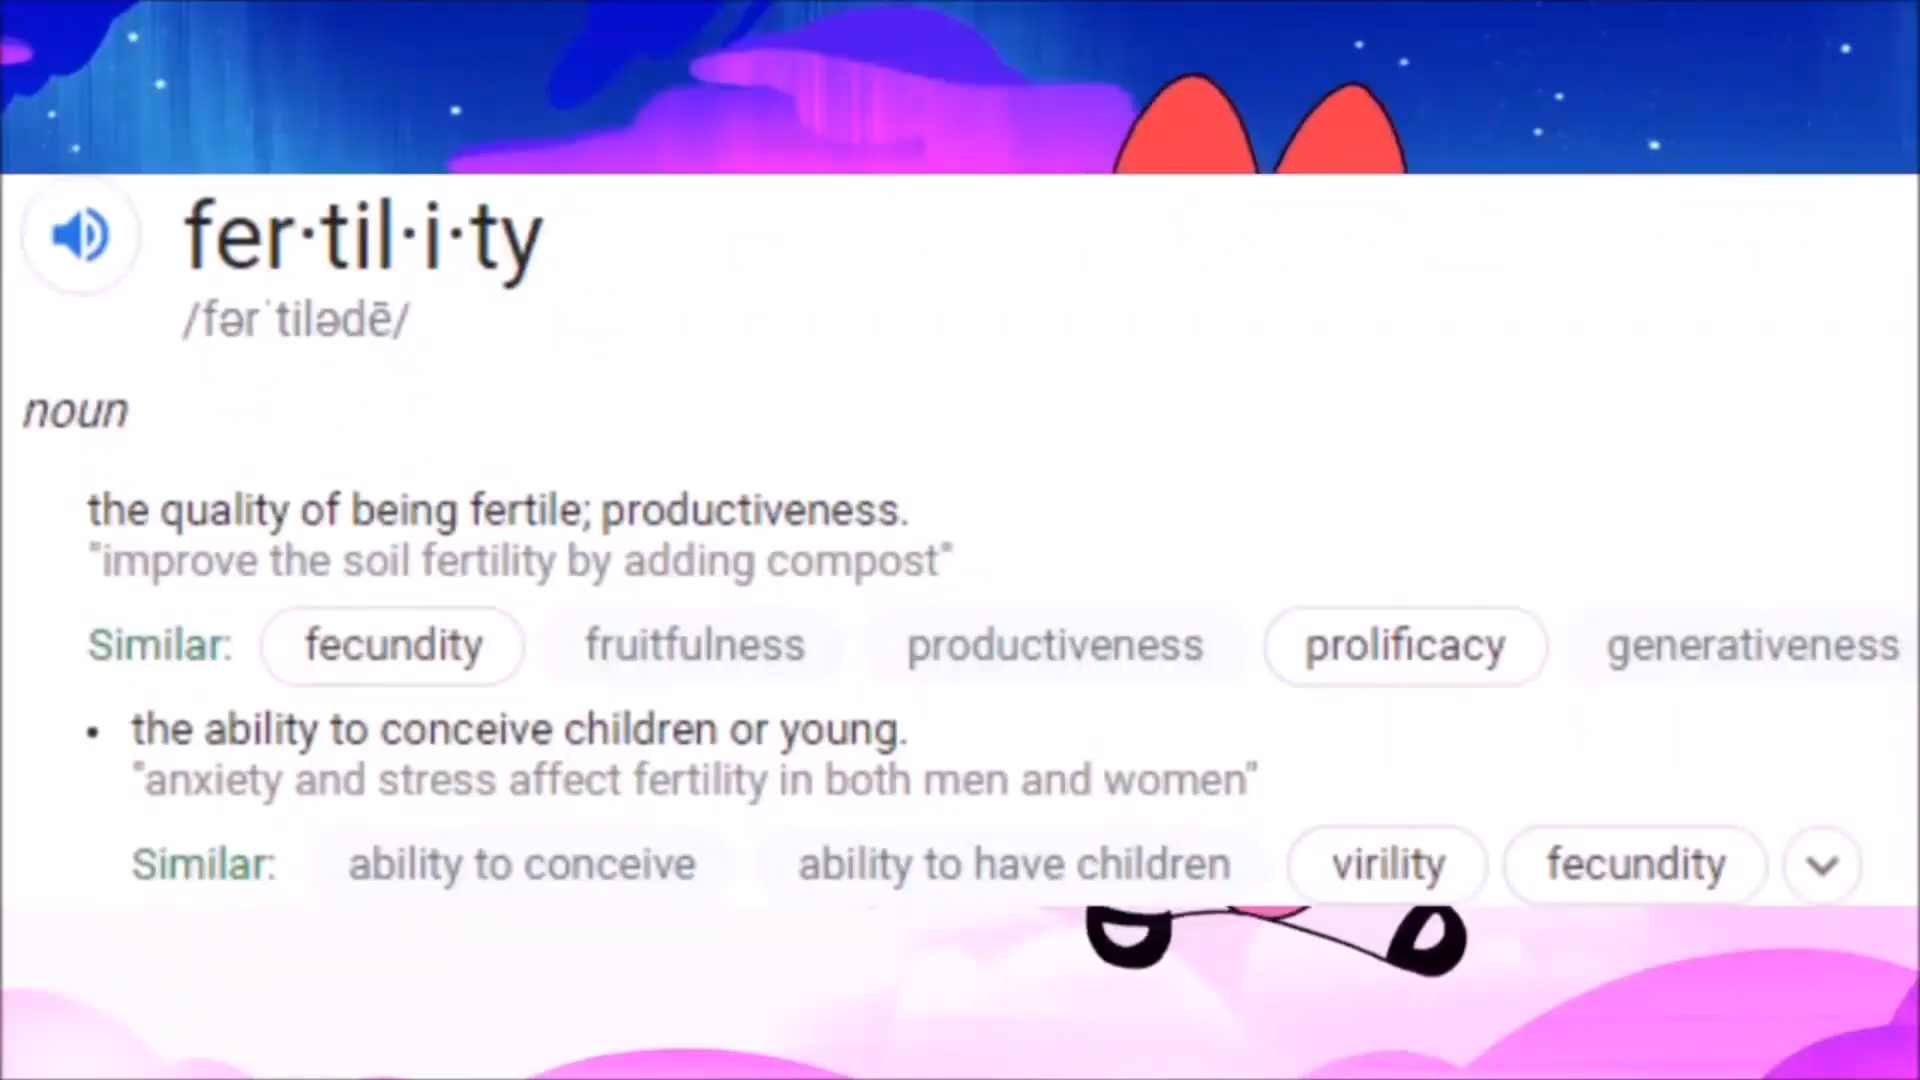 fer·til·i·ty
/fərˈtilədē/
noun
the quality of being fertile; productiveness.
"improve the soil fertility by adding compost"
Similar: fecundity fruitfulness productiveness prolificacy generativeness
• the ability to conceive children or young.
"anxiety and stress affect fertility in both men and women"
Similar: ability to conceive ability to have children virility fecundity